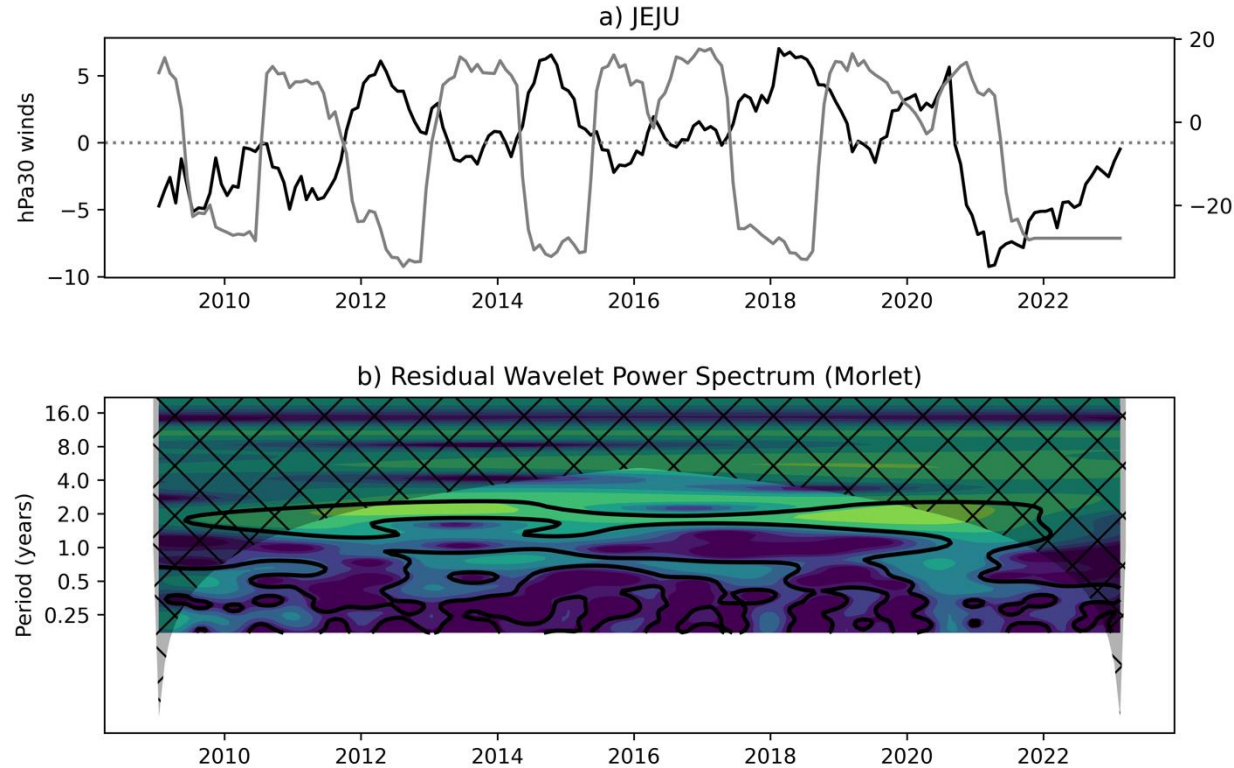 a) JEJU
hPa30 winds
5
0
−5
−10
20
0
−20
2010 2012 2014 2016 2018 2020 2022
b) Residual Wavelet Power Spectrum (Morlet)
Period (years)
16.0
8.0
4.0
2.0
1.0
0.5
0.25
2010 2012 2014 2016 2018 2020 2022